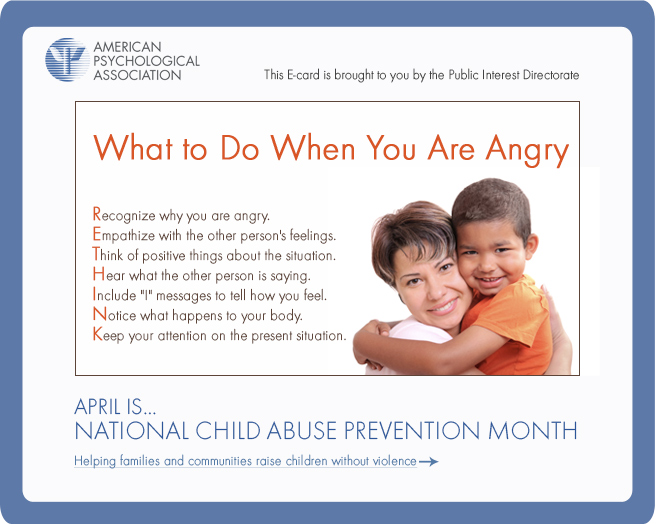 AMERICAN
PSYCHOLOGICAL
ASSOCIATION
This E-card is brought to you by the Public Interest Directorate
What to Do When You Are Angry
Recognize why you are angry.
Empathize with the other person's feelings.
Think of positive things about the situation.
Hear what the other person is saying.
Include "I" messages to tell how you feel.
Notice what happens to your body.
Keep your attention on the present situation.
APRIL IS...
NATIONAL CHILD ABUSE PREVENTION MONTH
Helping families and communities raise children without violence